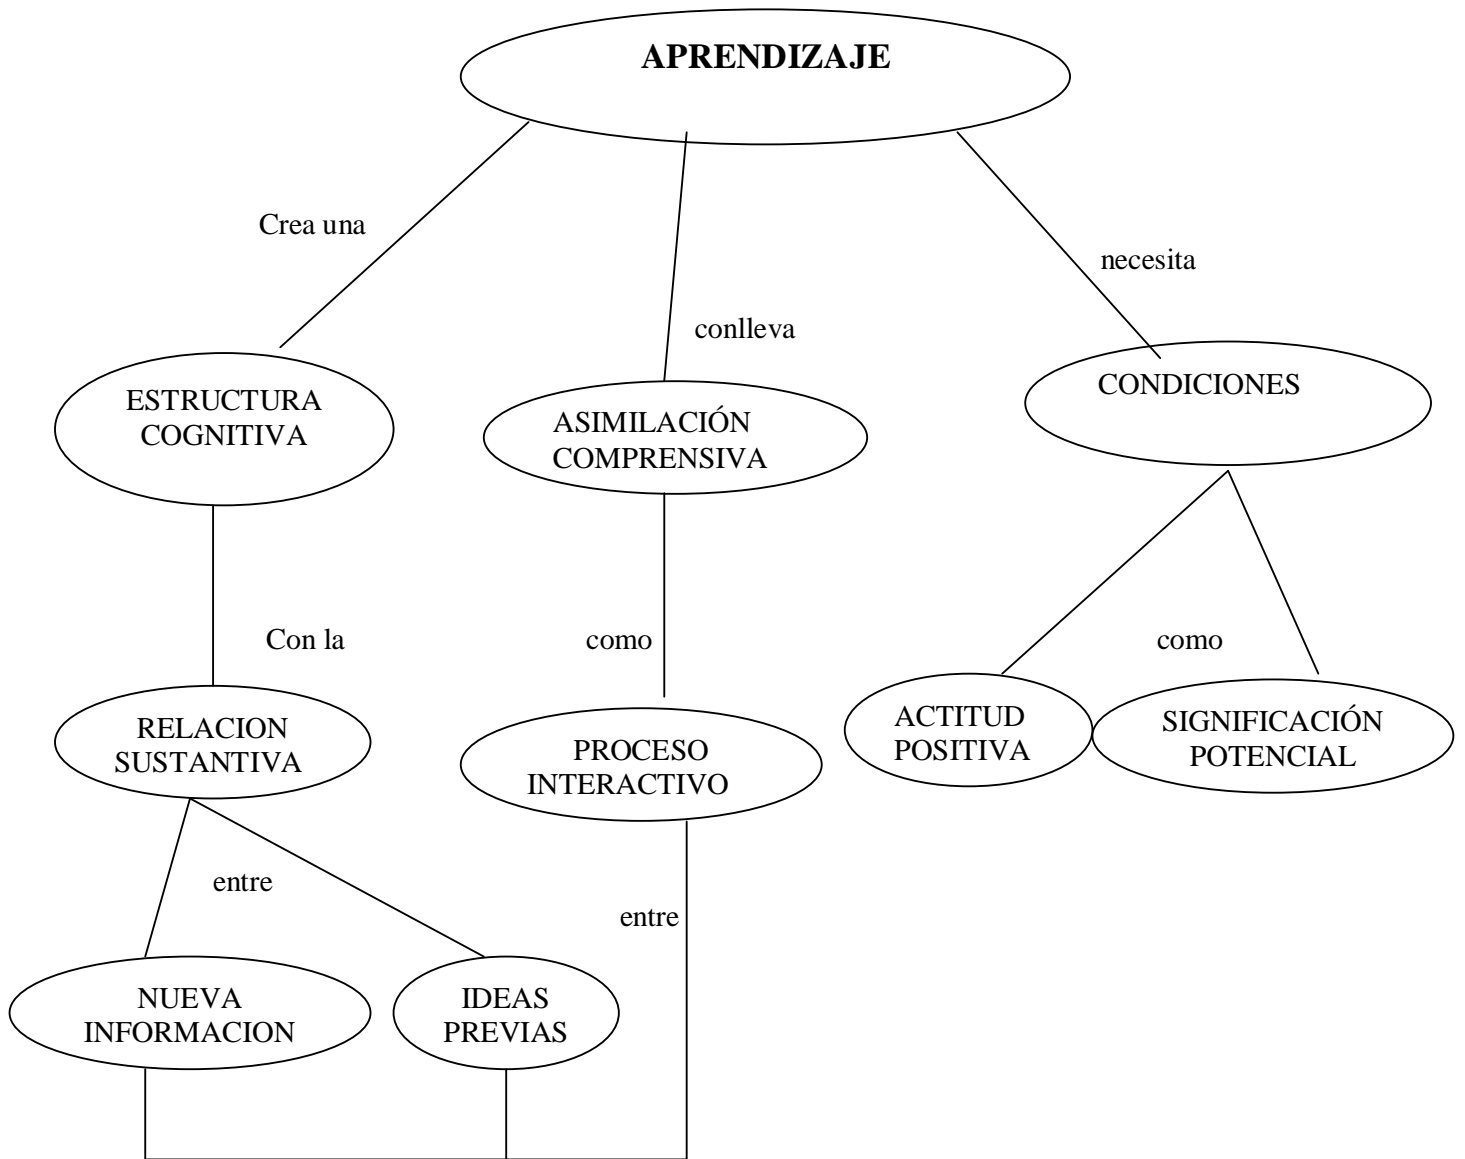 APRENDIZAJE
Crea una
necesita
conlleva
ESTRUCTURA
COGNITIVA
ASIMILACIÓN
COMPRENSIVA
CONDICIONES
Con la
como
como
RELACION
SUSTANTIVA
PROCESO
INTERACTIVO
ACTITUD
POSITIVA
SIGNIFICACIÓN
POTENCIAL
entre
entre
NUEVA
INFORMACION
IDEAS
PREVIAS